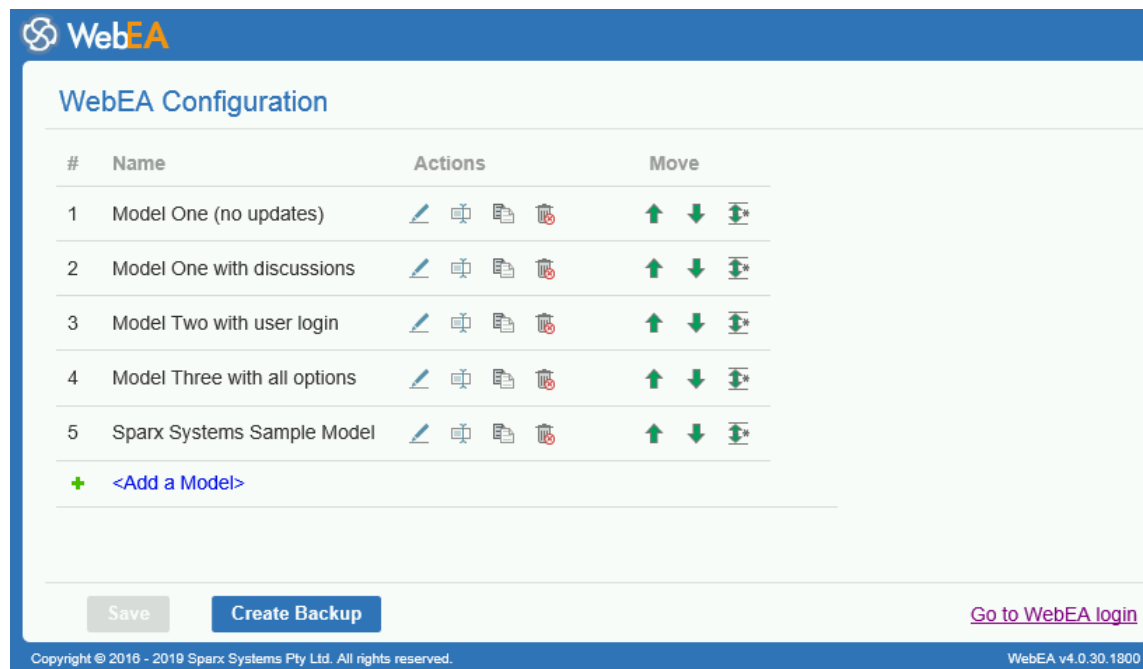 WebEA
WebEA Configuration
# Name Actions Move
1 Model One (no updates)
2 Model One with discussions
3 Model Two with user login
4 Model Three with all options
5 Sparx Systems Sample Model
<Add a Model>
Save Create Backup Go to WebEA login
Copyright © 2016 - 2019 Sparx Systems Pty Ltd. All rights reserved. WebEA v4.0.30.1800